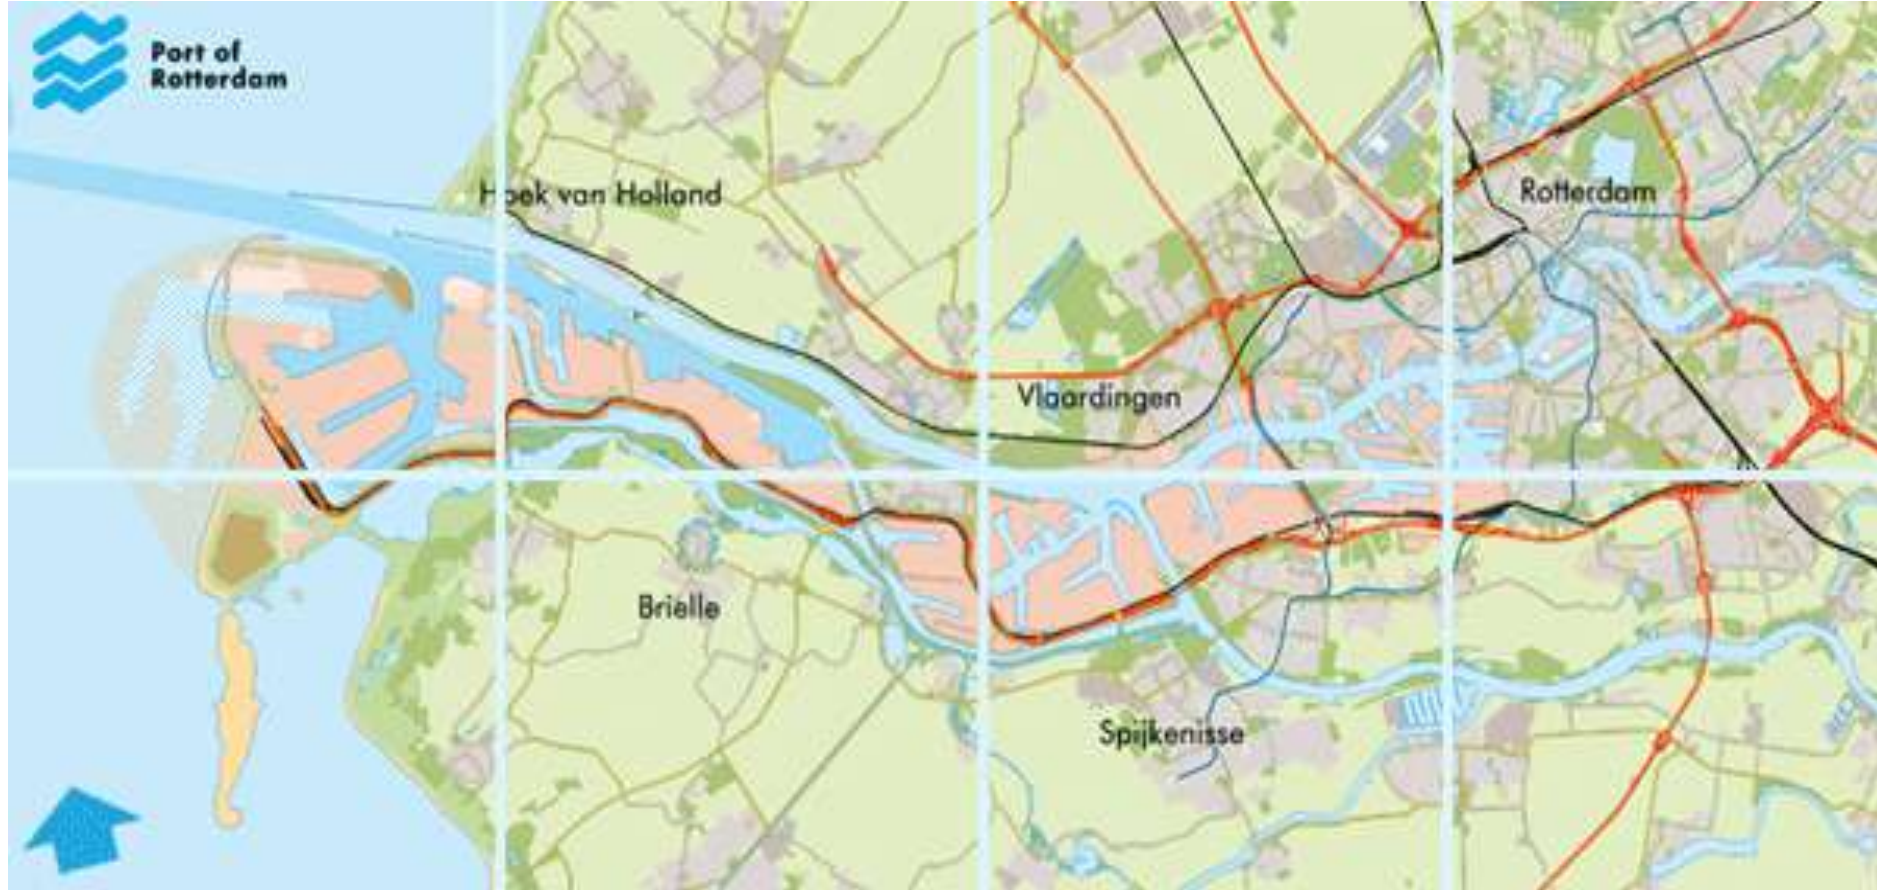 Port of
Rotterdam
Hoek van Holland
Rotterdam
Vlaardingen
Brielle
Spijkenisse